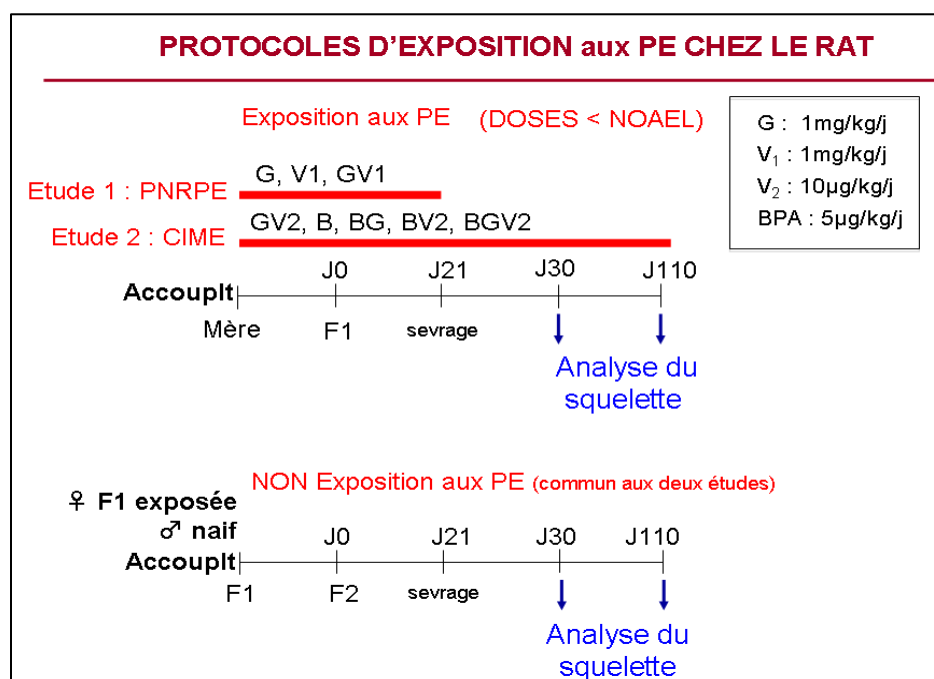 PROTOCOLES D'EXPOSITION aux PE CHEZ LE RAT
Exposition aux PE (DOSES < NOAEL)
G : 1mg/kg/j
V₁ : 1mg/kg/j
V₂ : 10µg/kg/j
BPA : 5µg/kg/j
G, V1, GV1
Etude 1 : PNRPE
GV2, B, BG, BV2, BGV2
Etude 2 : CIME
J0 J21 J30 J110
Accouplt
Mère F1 sevrage
Analyse du
squelette
NON Exposition aux PE (commun aux deux études)
♀ F1 exposée
♂ naif
J0 J21 J30 J110
Accouplt
F1 F2 sevrage
Analyse du
squelette